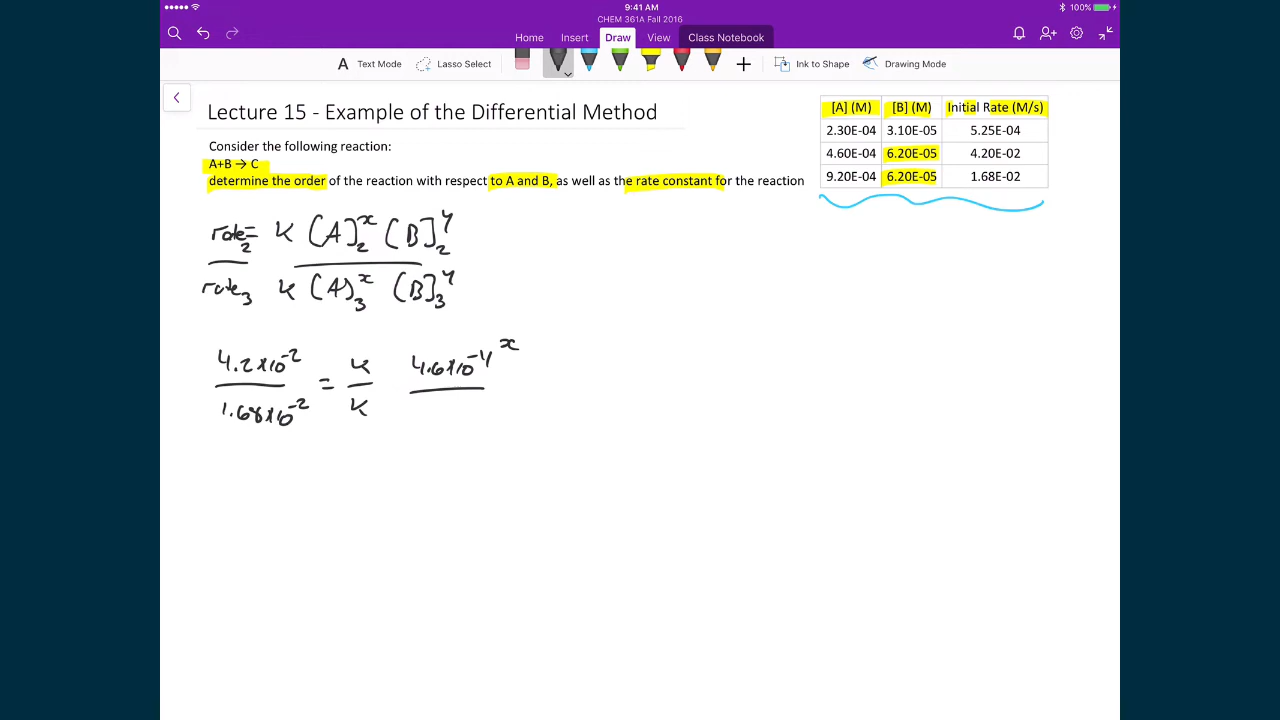 9:41 AM
100%
CHEM 361A Fall 2016
Home Insert Draw View Class Notebook
Text Mode Lasso Select Ink to Shape Drawing Mode
Lecture 15 - Example of the Differential Method
Consider the following reaction:
A+B → C
determine the order of the reaction with respect to A and B, as well as the rate constant for the reaction
[A] (M) [B] (M) Initial Rate (M/s)
2.30E-04 3.10E-05 5.25E-04
4.60E-04 6.20E-05 4.20E-02
9.20E-04 6.20E-05 1.68E-02
rate₂ = k [A]₂ˣ [B]₂ʸ
rate₃ k [A]₃ˣ [B]₃ʸ
4.2x10⁻² = k 4.6x10⁻⁴ ˣ
1.68x10⁻² k